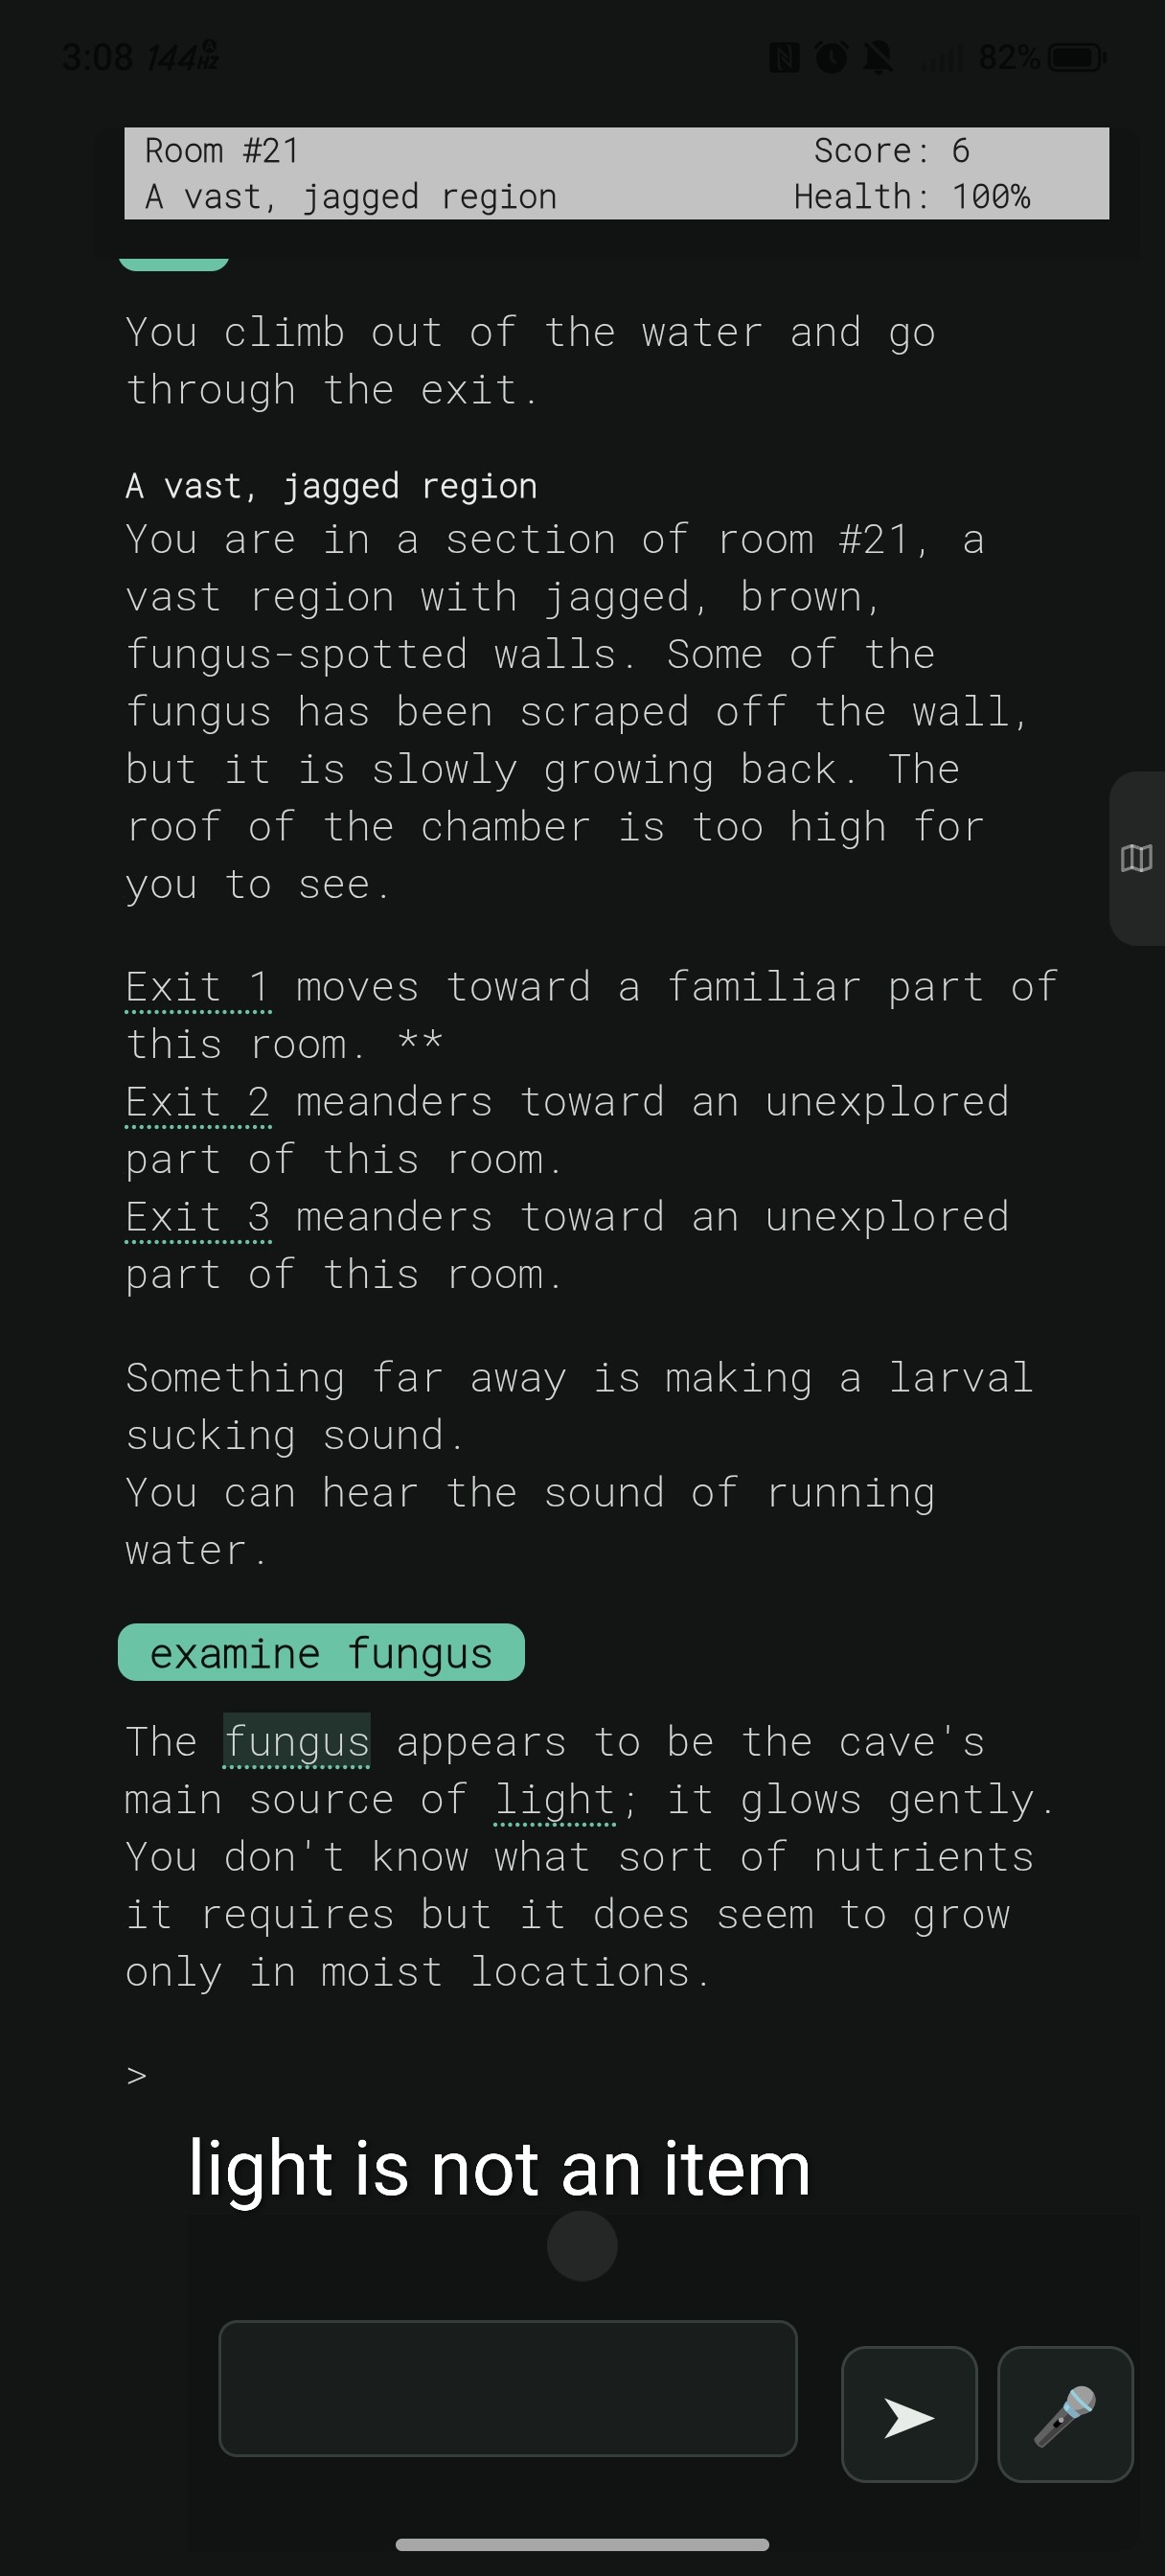 3:08 144HZ 82%
Room #21 Score: 6
A vast, jagged region Health: 100%
You climb out of the water and go
through the exit.
A vast, jagged region
You are in a section of room #21, a
vast region with jagged, brown,
fungus-spotted walls. Some of the
fungus has been scraped off the wall,
but it is slowly growing back. The
roof of the chamber is too high for
you to see.
Exit 1 moves toward a familiar part of
this room. **
Exit 2 meanders toward an unexplored
part of this room.
Exit 3 meanders toward an unexplored
part of this room.
Something far away is making a larval
sucking sound.
You can hear the sound of running
water.
examine fungus
The fungus appears to be the cave's
main source of light; it glows gently.
You don't know what sort of nutrients
it requires but it does seem to grow
only in moist locations.
>
light is not an item